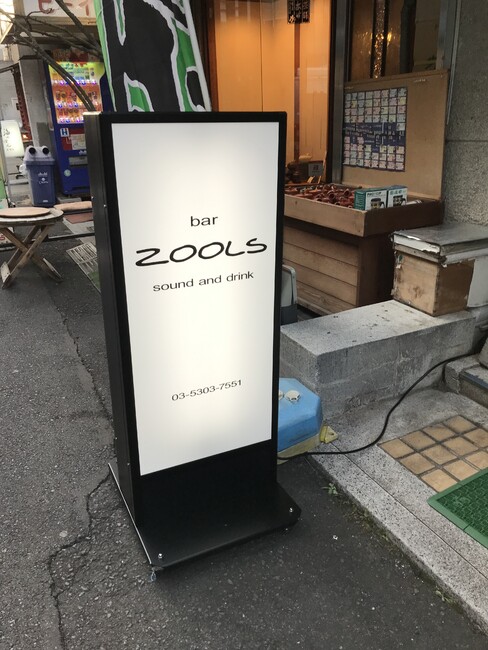 bar
ZOOLS
sound and drink
03-5303-7551